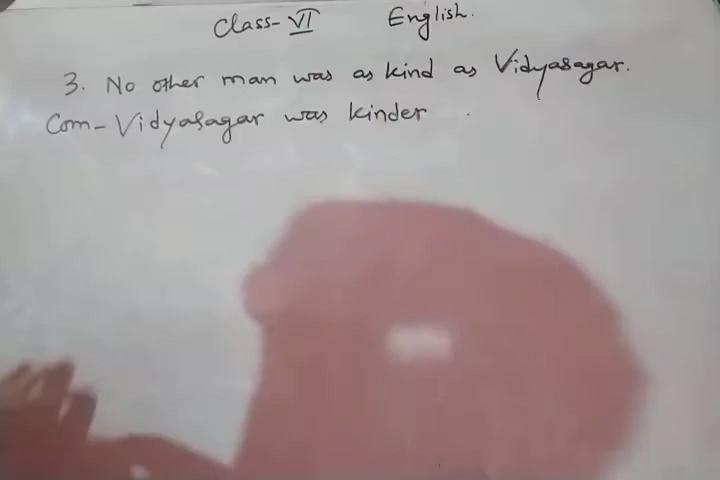 Class-VI English.
3. No other man was as kind as Vidyasagar.
Com-Vidyasagar was kinder